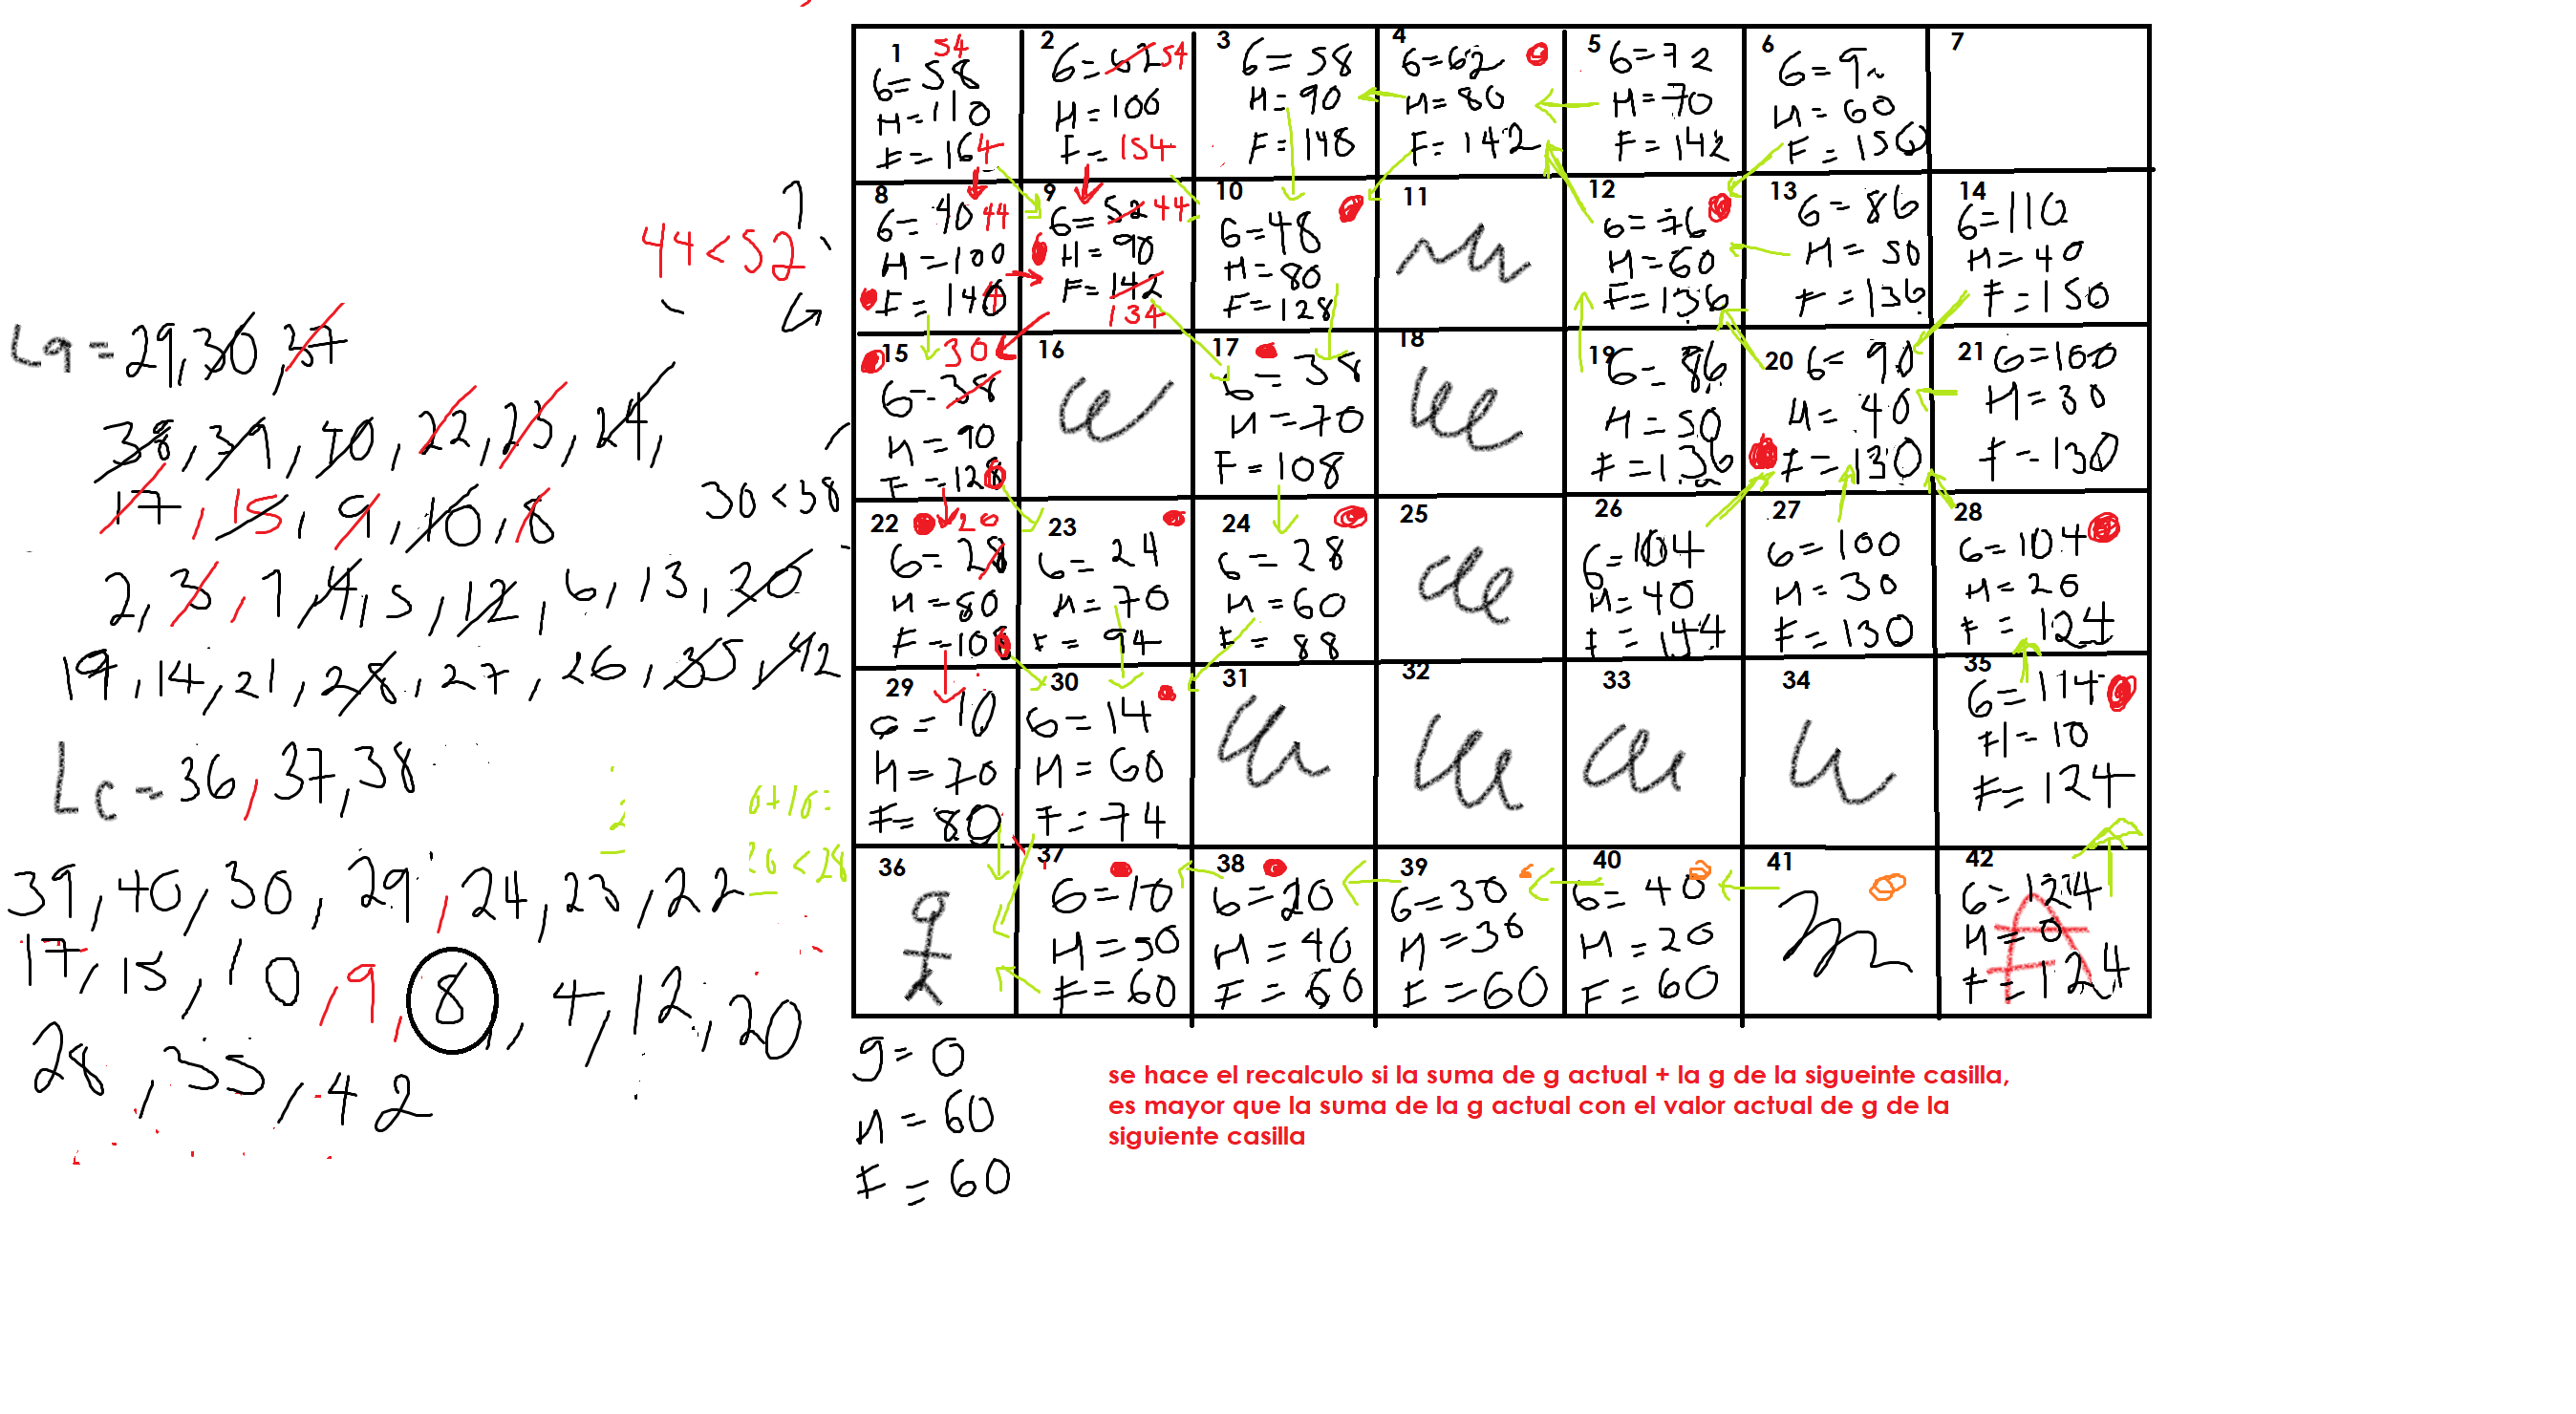 La = 29, 30, 37
38, 39, 40, 22, 23, 24,
17, 15, 9, 10, 8
2, 3, 1, 4, 5, 12, 6, 13, 20
19, 14, 21, 28, 27, 26, 35, 42
Lc = 36, 37, 38
39, 40, 30, 29, 24, 23, 22
17, 15, 10, 9, 8, 4, 12, 20
28, 35, 42
44 < 52
30 < 38
26 < 28
1
54
G= 58
H= 110
F= 164
2
G= 62 54
H= 100
F= 154
3
G= 58
H= 90
F= 148
4
G=62
H= 80
F= 142
5
G=72
H= 70
F= 142
6
G= 9
H= 60
F= 156
7
8
G= 40 44
H= 100
F= 144
9
G= 52 44
H= 90
F= 142
134
10
G=48
H= 80
F= 128
11
12
G= 76
H= 60
F= 136
13
G= 86
H= 50
F= 136
14
G= 110
H= 40
F= 150
15
30
G= 38
H= 90
F= 128
16
17
G= 38
H= 70
F= 108
18
19
G= 86
H= 50
F= 136
20
G= 90
H= 40
F= 130
21
G=100
H= 30
F= 130
22
20
G= 28
H= 80
F= 108
23
G= 24
H= 70
F= 94
24
G= 28
H= 60
F= 88
25
26
G= 104
H= 40
F= 144
27
G= 100
H= 30
F= 130
28
G= 104
H= 20
F= 124
29
G= 10
H= 70
F= 80
30
G= 14
H= 60
F= 74
31
32
33
34
35
G= 114
H= 10
F= 124
36
37
G= 10
H= 50
F= 60
38
G= 20
H= 40
F= 60
39
G= 30
H= 30
F= 60
40
G= 40
H= 20
F= 60
41
42
G= 124
H= 0
F= 124
g= 0
H= 60
F= 60
se hace el recalculo si la suma de g actual + la g de la sigueinte casilla,
es mayor que la suma de la g actual con el valor actual de g de la
siguiente casilla